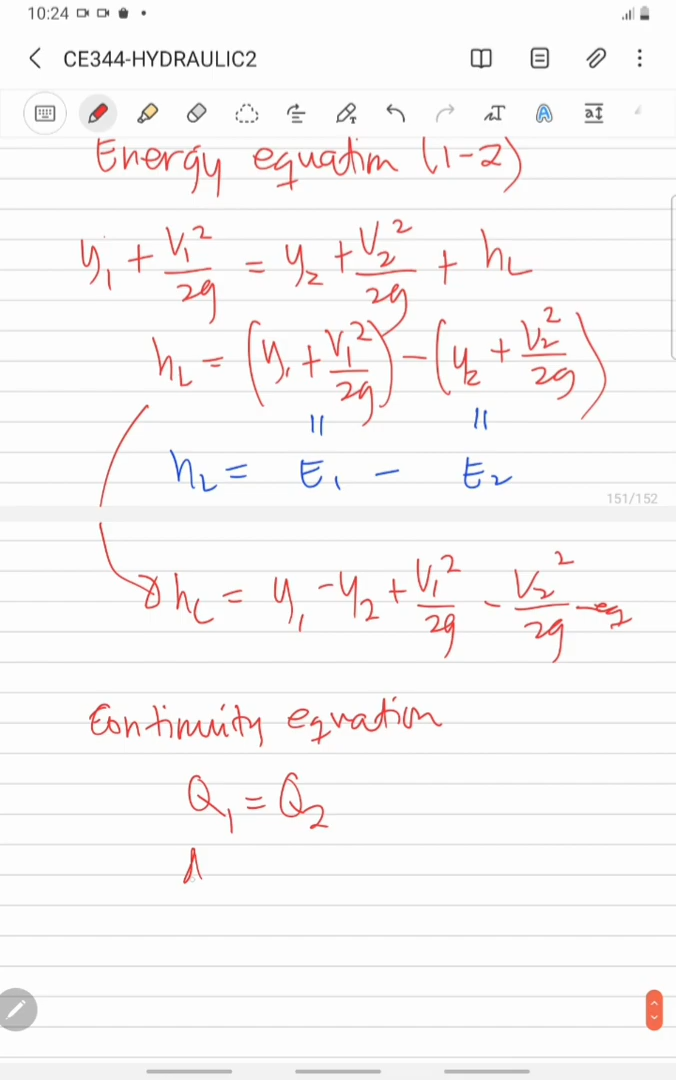 10:24
CE344-HYDRAULIC2
Energy equation (1-2)
y₁ + V₁²/2g = y₂ + V₂²/2g + hL
hL = (y₁ + V₁²/2g) - (y₂ + V₂²/2g)
= =
hL = E₁ - E₂
151/152
hL = y₁ - y₂ + V₁²/2g - V₂²/2g - eq
Continuity equation
Q₁ = Q₂
A